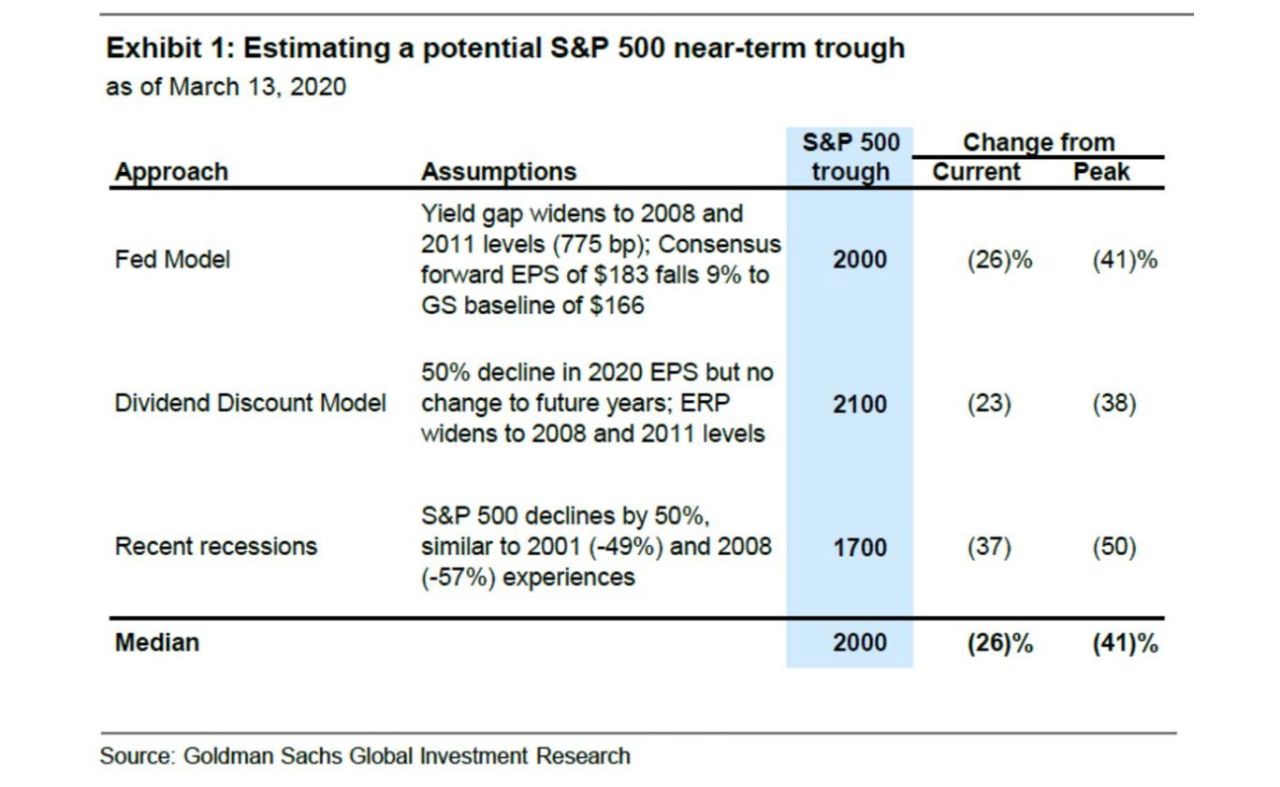 Exhibit 1: Estimating a potential S&P 500 near-term trough
as of March 13, 2020
S&P 500 Change from
Approach Assumptions trough Current Peak
Yield gap widens to 2008 and
2011 levels (775 bp); Consensus
Fed Model 2000 (26)% (41)%
forward EPS of $183 falls 9% to
GS baseline of $166
50% decline in 2020 EPS but no
Dividend Discount Model change to future years; ERP 2100 (23) (38)
widens to 2008 and 2011 levels
S&P 500 declines by 50%,
Recent recessions similar to 2001 (-49%) and 2008 1700 (37) (50)
(-57%) experiences
Median 2000 (26)% (41)%
Source: Goldman Sachs Global Investment Research